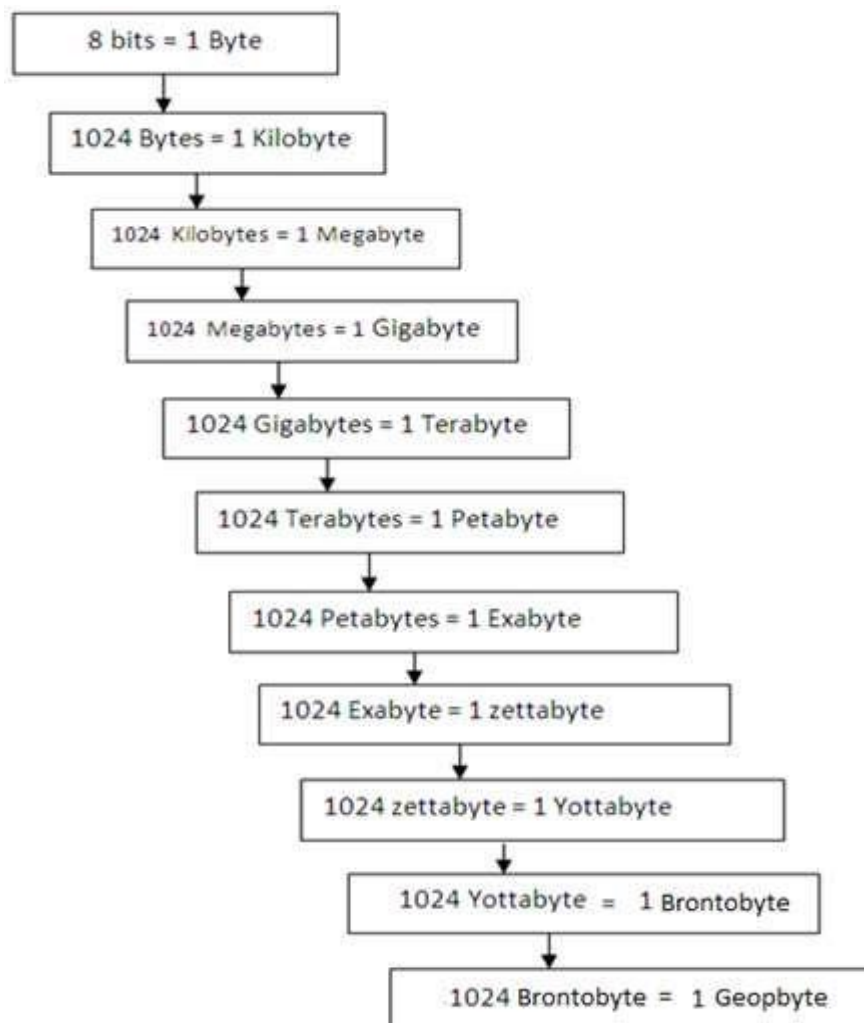 8 bits = 1 Byte
1024 Bytes = 1 Kilobyte
1024 Kilobytes = 1 Megabyte
1024 Megabytes = 1 Gigabyte
1024 Gigabytes = 1 Terabyte
1024 Terabytes = 1 Petabyte
1024 Petabytes = 1 Exabyte
1024 Exabyte = 1 zettabyte
1024 zettabyte = 1 Yottabyte
1024 Yottabyte = 1 Brontobyte
1024 Brontobyte = 1 Geopbyte